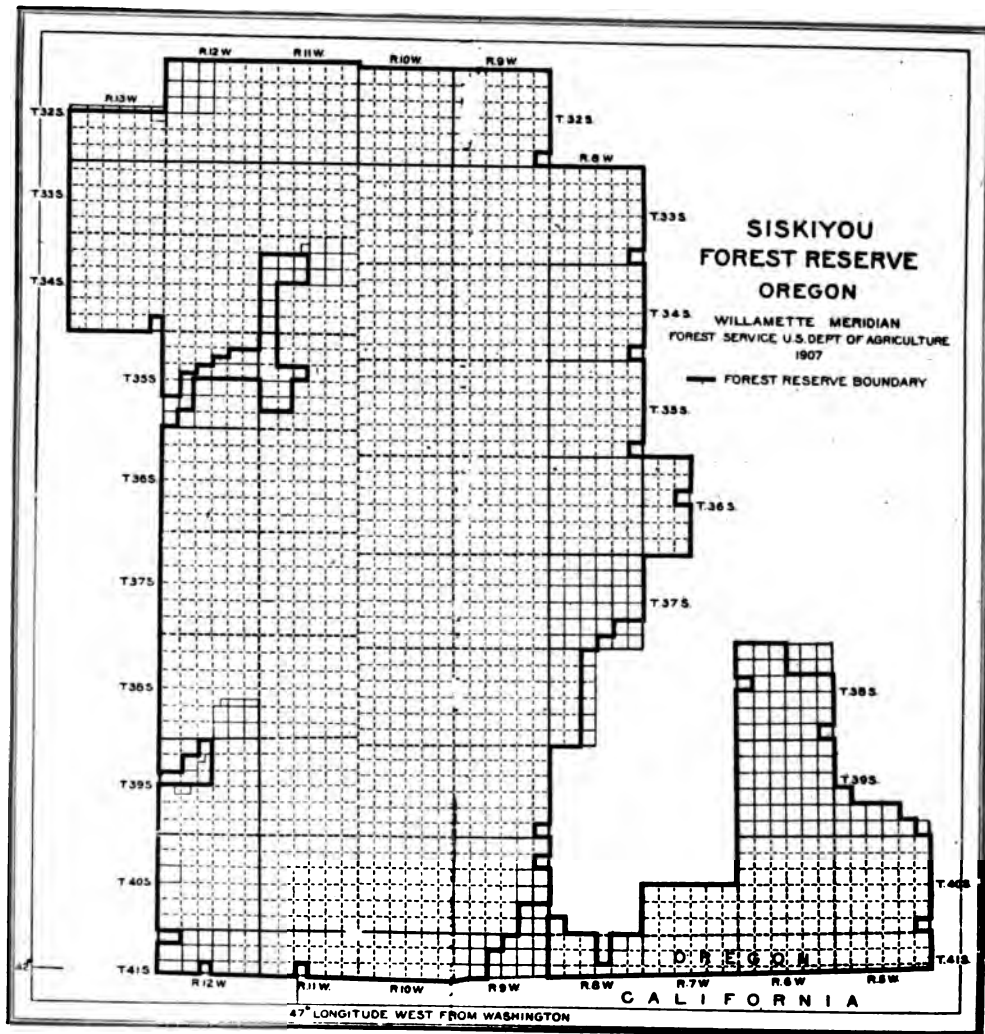 R.12W. R.11W. R.10W. R.9W.
R.13W.
T.32S. T.32S.
R.8W.
T.33S. T.33S.
SISKIYOU
FOREST RESERVE
OREGON
WILLAMETTE MERIDIAN
FOREST SERVICE U.S. DEPT OF AGRICULTURE
1907
FOREST RESERVE BOUNDARY
T.34S. T.34S.
T.35S. T.35S.
T.36S. T.36S.
T.37S. T.37S.
T.38S. T.38S.
T.39S. T.39S.
T.40S. T.40S.
T.41S. OREGON T.41S.
42°
R.12W. R.11W. R.10W. R.9W. R.8W. R.7W. R.6W. R.5W.
CALIFORNIA
47° LONGITUDE WEST FROM WASHINGTON